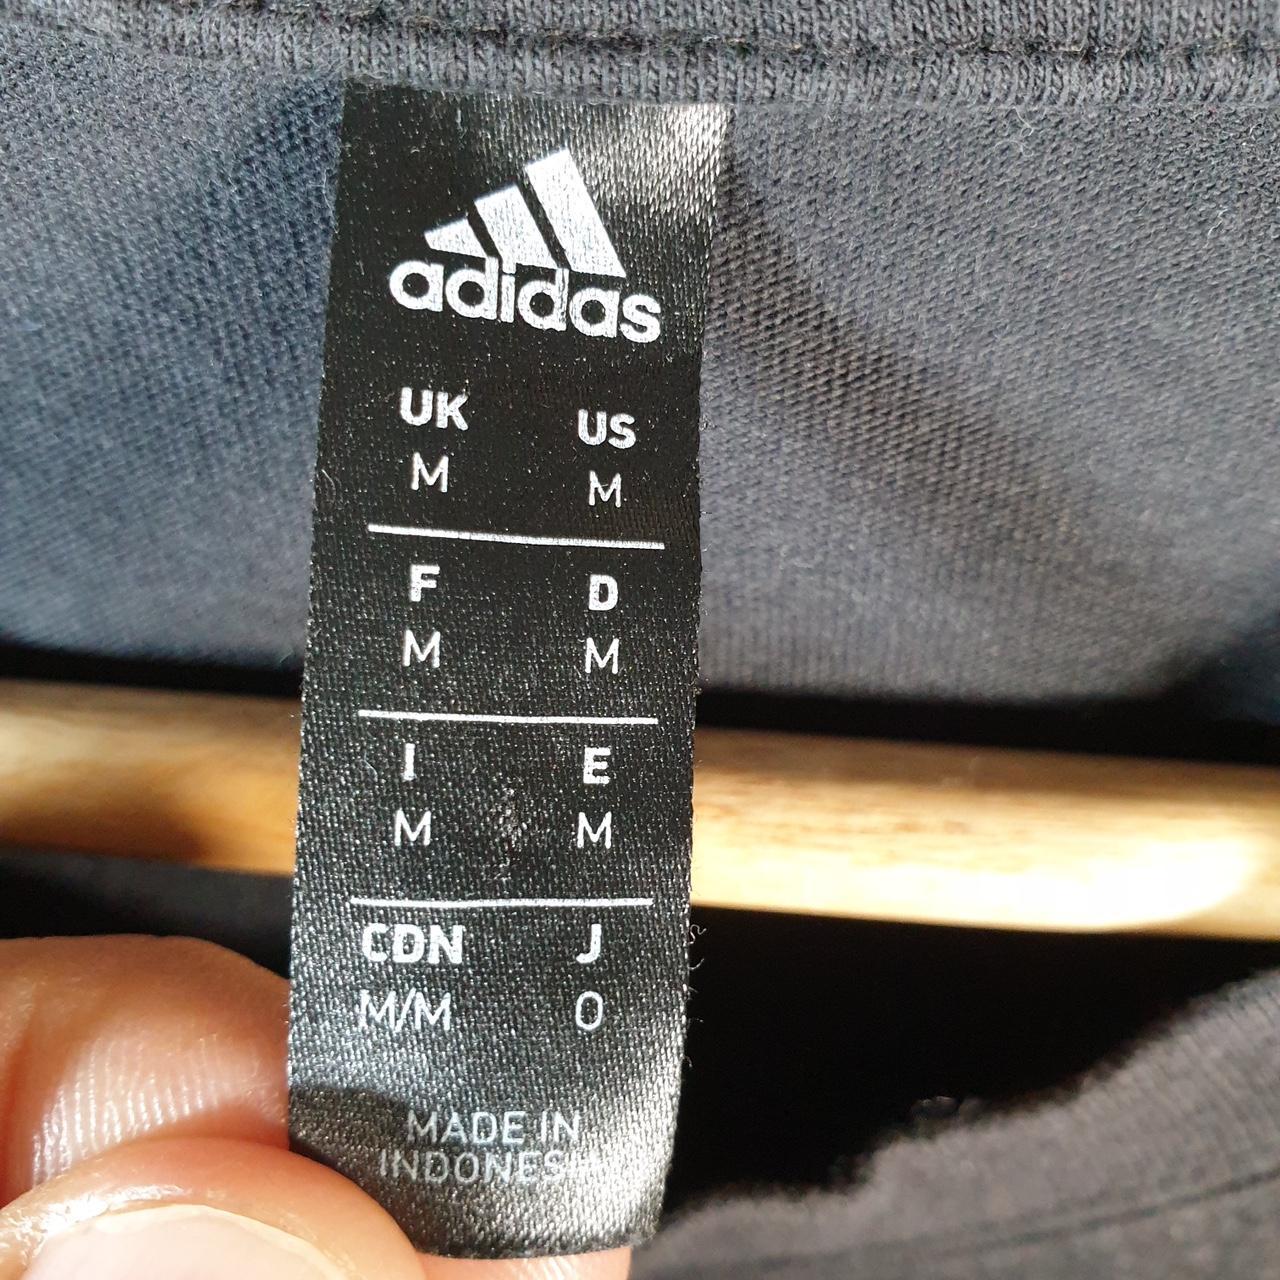 adidas
UK US
M M
F D
M M
I E
M M
CDN J
M/M O
MADE IN
INDONESIA